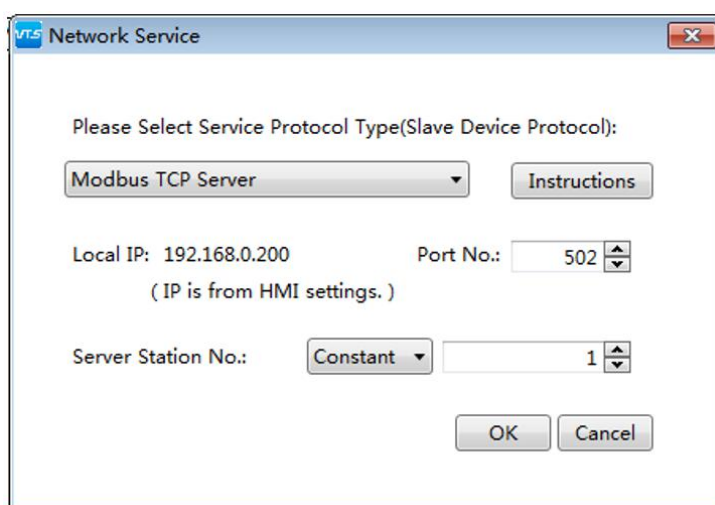 VTS Network Service
Please Select Service Protocol Type(Slave Device Protocol):
Modbus TCP Server Instructions
Local IP: 192.168.0.200 Port No.: 502
( IP is from HMI settings. )
Server Station No.: Constant 1
OK Cancel